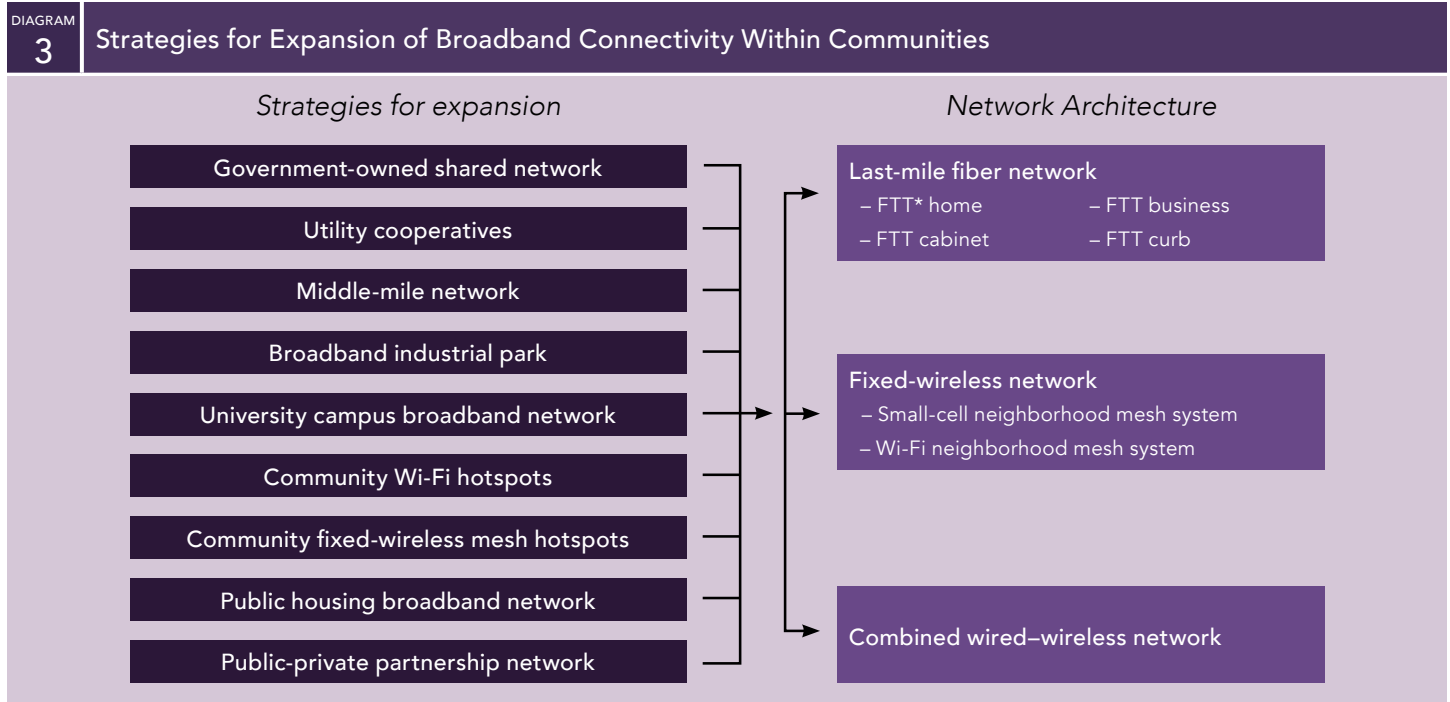 DIAGRAM
3
Strategies for Expansion of Broadband Connectivity Within Communities
Strategies for expansion
Government-owned shared network
Utility cooperatives
Middle-mile network
Broadband industrial park
University campus broadband network
Community Wi-Fi hotspots
Community fixed-wireless mesh hotspots
Public housing broadband network
Public-private partnership network
Network Architecture
Last-mile fiber network
– FTT* home
– FTT business
– FTT cabinet
– FTT curb
Fixed-wireless network
– Small-cell neighborhood mesh system
– Wi-Fi neighborhood mesh system
Combined wired–wireless network